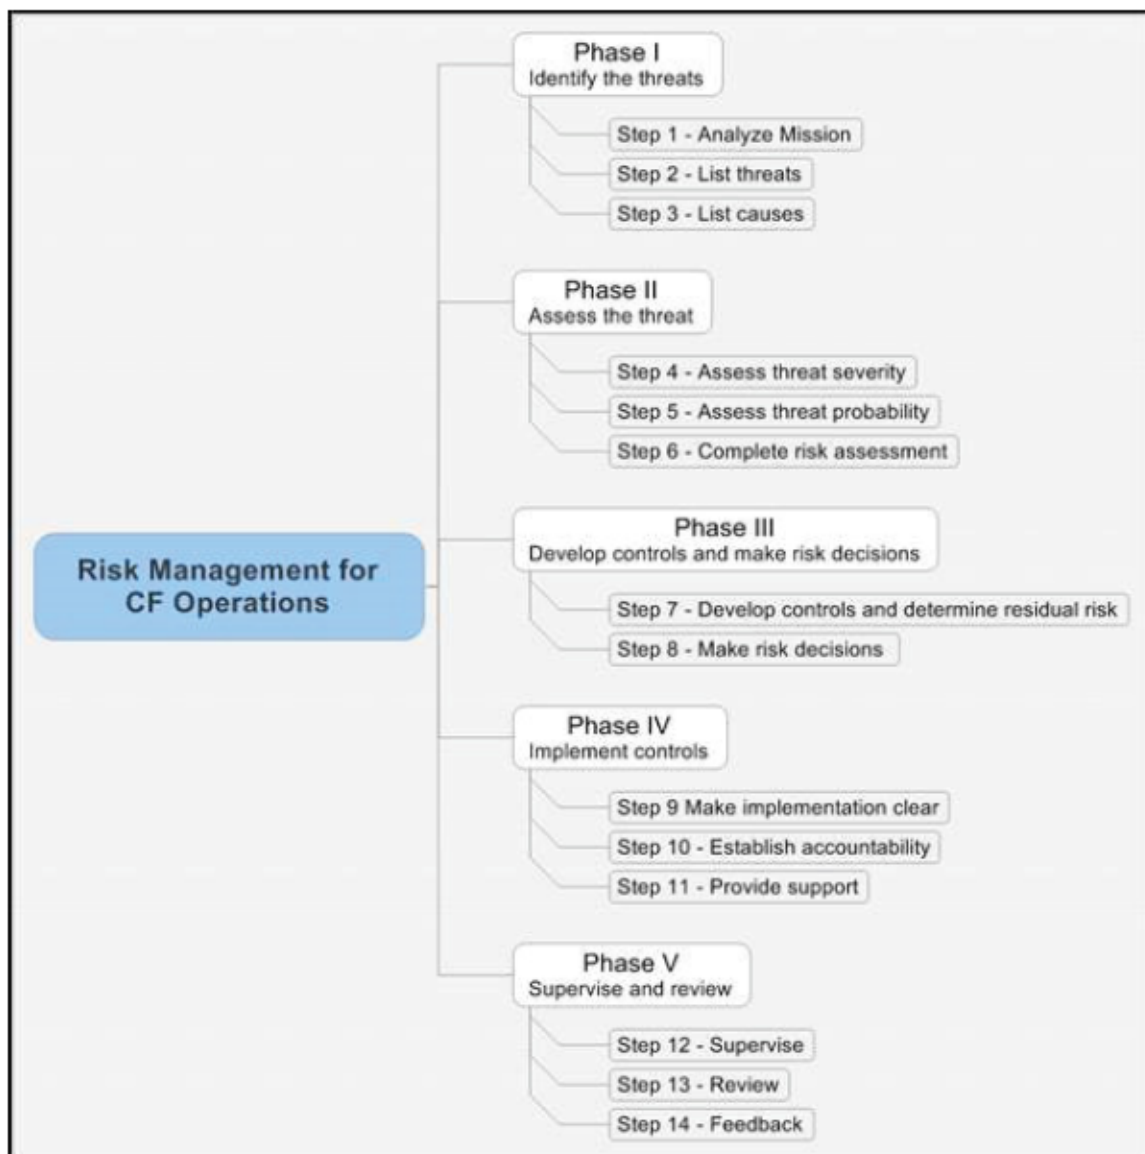 Phase I
Identify the threats
Step 1 - Analyze Mission
Step 2 - List threats
Step 3 - List causes
Phase II
Assess the threat
Step 4 - Assess threat severity
Step 5 - Assess threat probability
Step 6 - Complete risk assessment
Risk Management for
CF Operations
Phase III
Develop controls and make risk decisions
Step 7 - Develop controls and determine residual risk
Step 8 - Make risk decisions
Phase IV
Implement controls
Step 9 Make implementation clear
Step 10 - Establish accountability
Step 11 - Provide support
Phase V
Supervise and review
Step 12 - Supervise
Step 13 - Review
Step 14 - Feedback